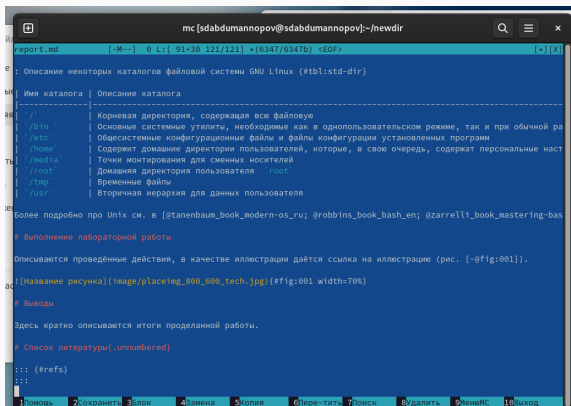 mc [sdabdumannopov@sdabdumannopov]:~/newdir
report.md [-M--] 0 L:[ 91+30 121/121] *(6347/6347b) <EOF> [*][X]
: Описание некоторых каталогов файловой системы GNU Linux {#tbl:std-dir}
| Имя каталога | Описание каталога
|--------------|
| `/` | Корневая директория, содержащая всю файловую
| `/bin` | Основные системные утилиты, необходимые как в однопользовательском режиме, так и при обычной ра
| `/etc` | Общесистемные конфигурационные файлы и файлы конфигурации установленных программ
| `/home` | Содержит домашние директории пользователей, которые, в свою очередь, содержат персональные наст
| `/media` | Точки монтирования для сменных носителей
| `/root` | Домашняя директория пользователя `root`
| `/tmp` | Временные файлы
| `/usr` | Вторичная иерархия для данных пользователя
Более подробно про Unix см. в [@tanenbaum_book_modern-os_ru; @robbins_book_bash_en; @zarrelli_book_mastering-bas
# Выполнение лабораторной работы
Описываются проведённые действия, в качестве иллюстрации даётся ссылка на иллюстрацию (рис. [-@fig:001]).
![Название рисунка](image/placeimg_800_600_tech.jpg){#fig:001 width=70%}
# Выводы
Здесь кратко описываются итоги проделанной работы.
# Список литературы{.unnumbered}
::: {#refs}
:::
1Помощь 2Сохранить 3Блок 4Замена 5Копия 6Пере~тить 7Поиск 8Удалить 9МенюMC 10Выход